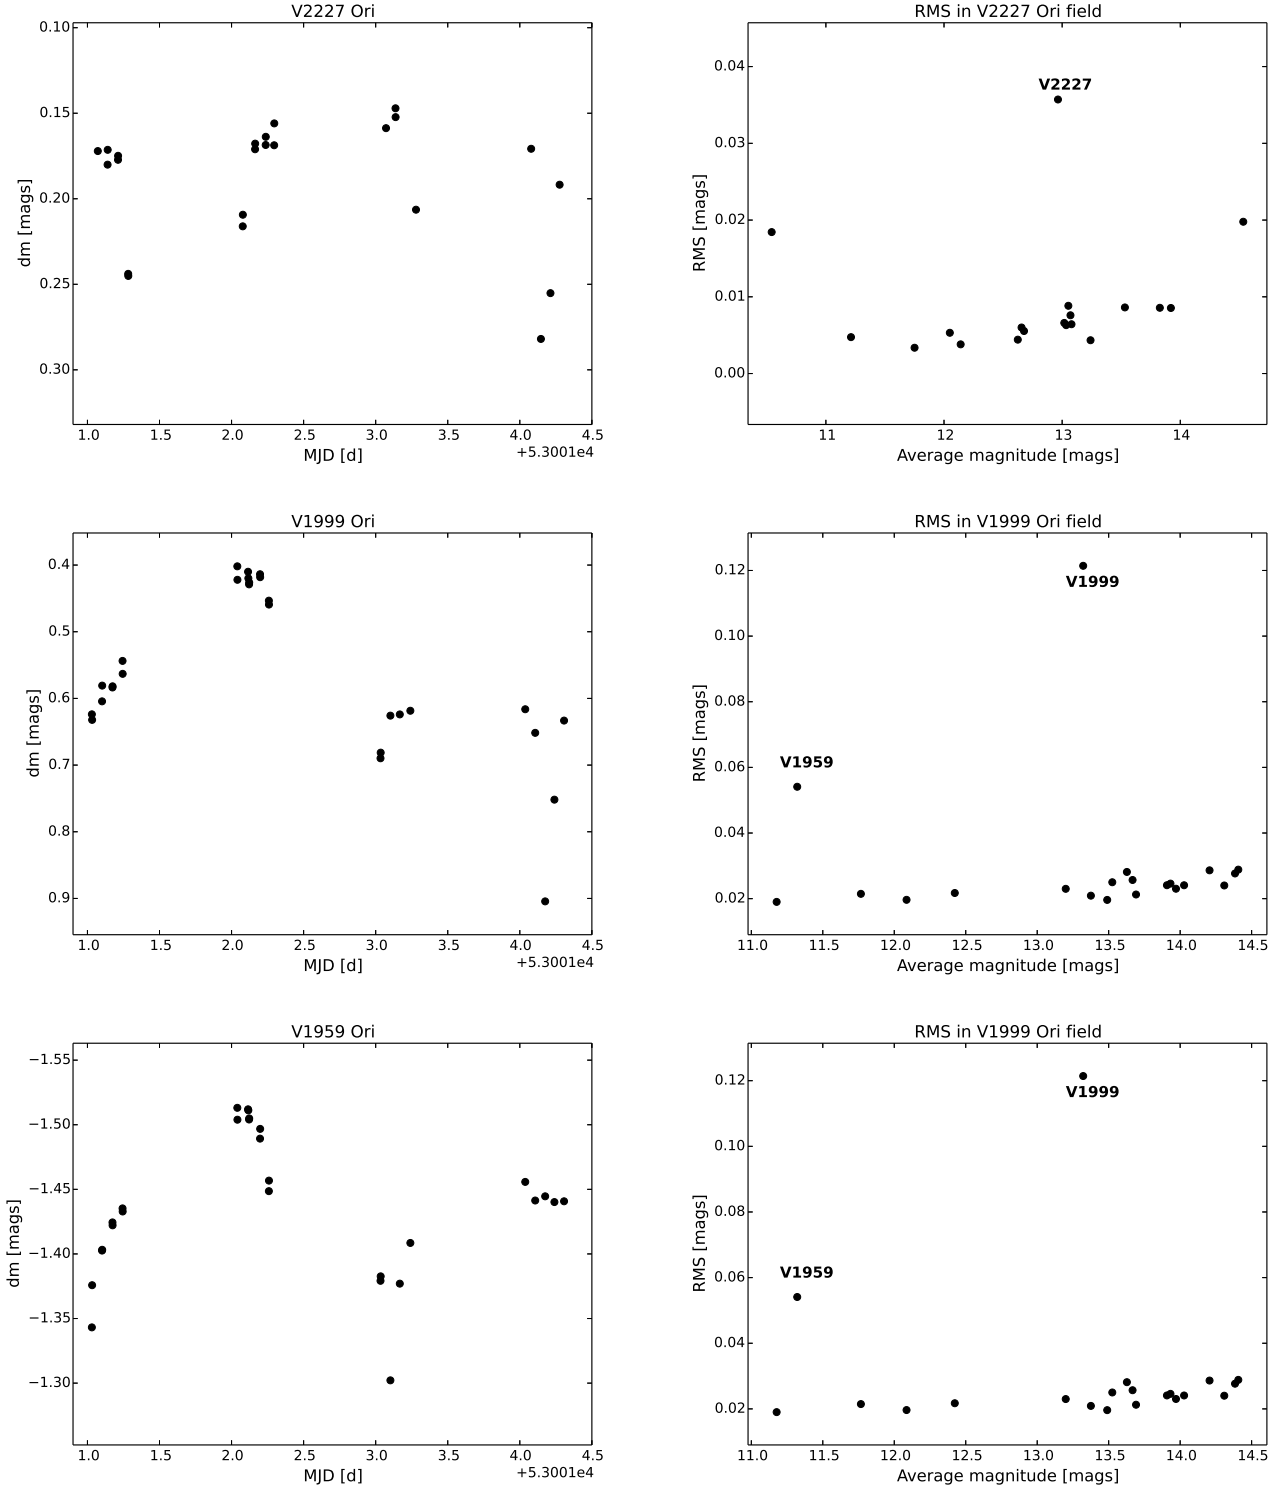 V2227 Ori
0.10
0.15
0.20
0.25
0.30
dm [mags]
1.0 1.5 2.0 2.5 3.0 3.5 4.0 4.5
MJD [d]
+5.3001e4
RMS in V2227 Ori field
0.04
0.03
0.02
0.01
0.00
RMS [mags]
V2227
11 12 13 14
Average magnitude [mags]
V1999 Ori
0.4
0.5
0.6
0.7
0.8
0.9
dm [mags]
1.0 1.5 2.0 2.5 3.0 3.5 4.0 4.5
MJD [d]
+5.3001e4
RMS in V1999 Ori field
0.12
0.10
0.08
0.06
0.04
0.02
RMS [mags]
V1999
V1959
11.0 11.5 12.0 12.5 13.0 13.5 14.0 14.5
Average magnitude [mags]
V1959 Ori
−1.55
−1.50
−1.45
−1.40
−1.35
−1.30
dm [mags]
1.0 1.5 2.0 2.5 3.0 3.5 4.0 4.5
MJD [d]
+5.3001e4
RMS in V1999 Ori field
0.12
0.10
0.08
0.06
0.04
0.02
RMS [mags]
V1999
V1959
11.0 11.5 12.0 12.5 13.0 13.5 14.0 14.5
Average magnitude [mags]